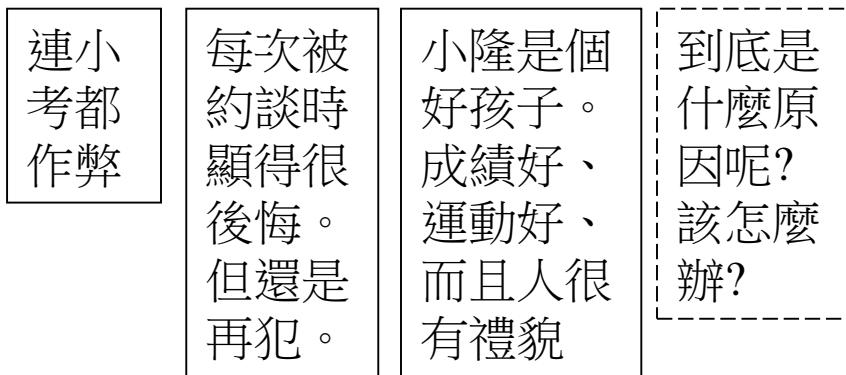 連小
考都
作弊
每次被
約談時
顯得很
後悔。
但還是
再犯。
小隆是個
好孩子。
成績好、
運動好、
而且人很
有禮貌
到底是
什麼原
因呢?
該怎麼
辦?